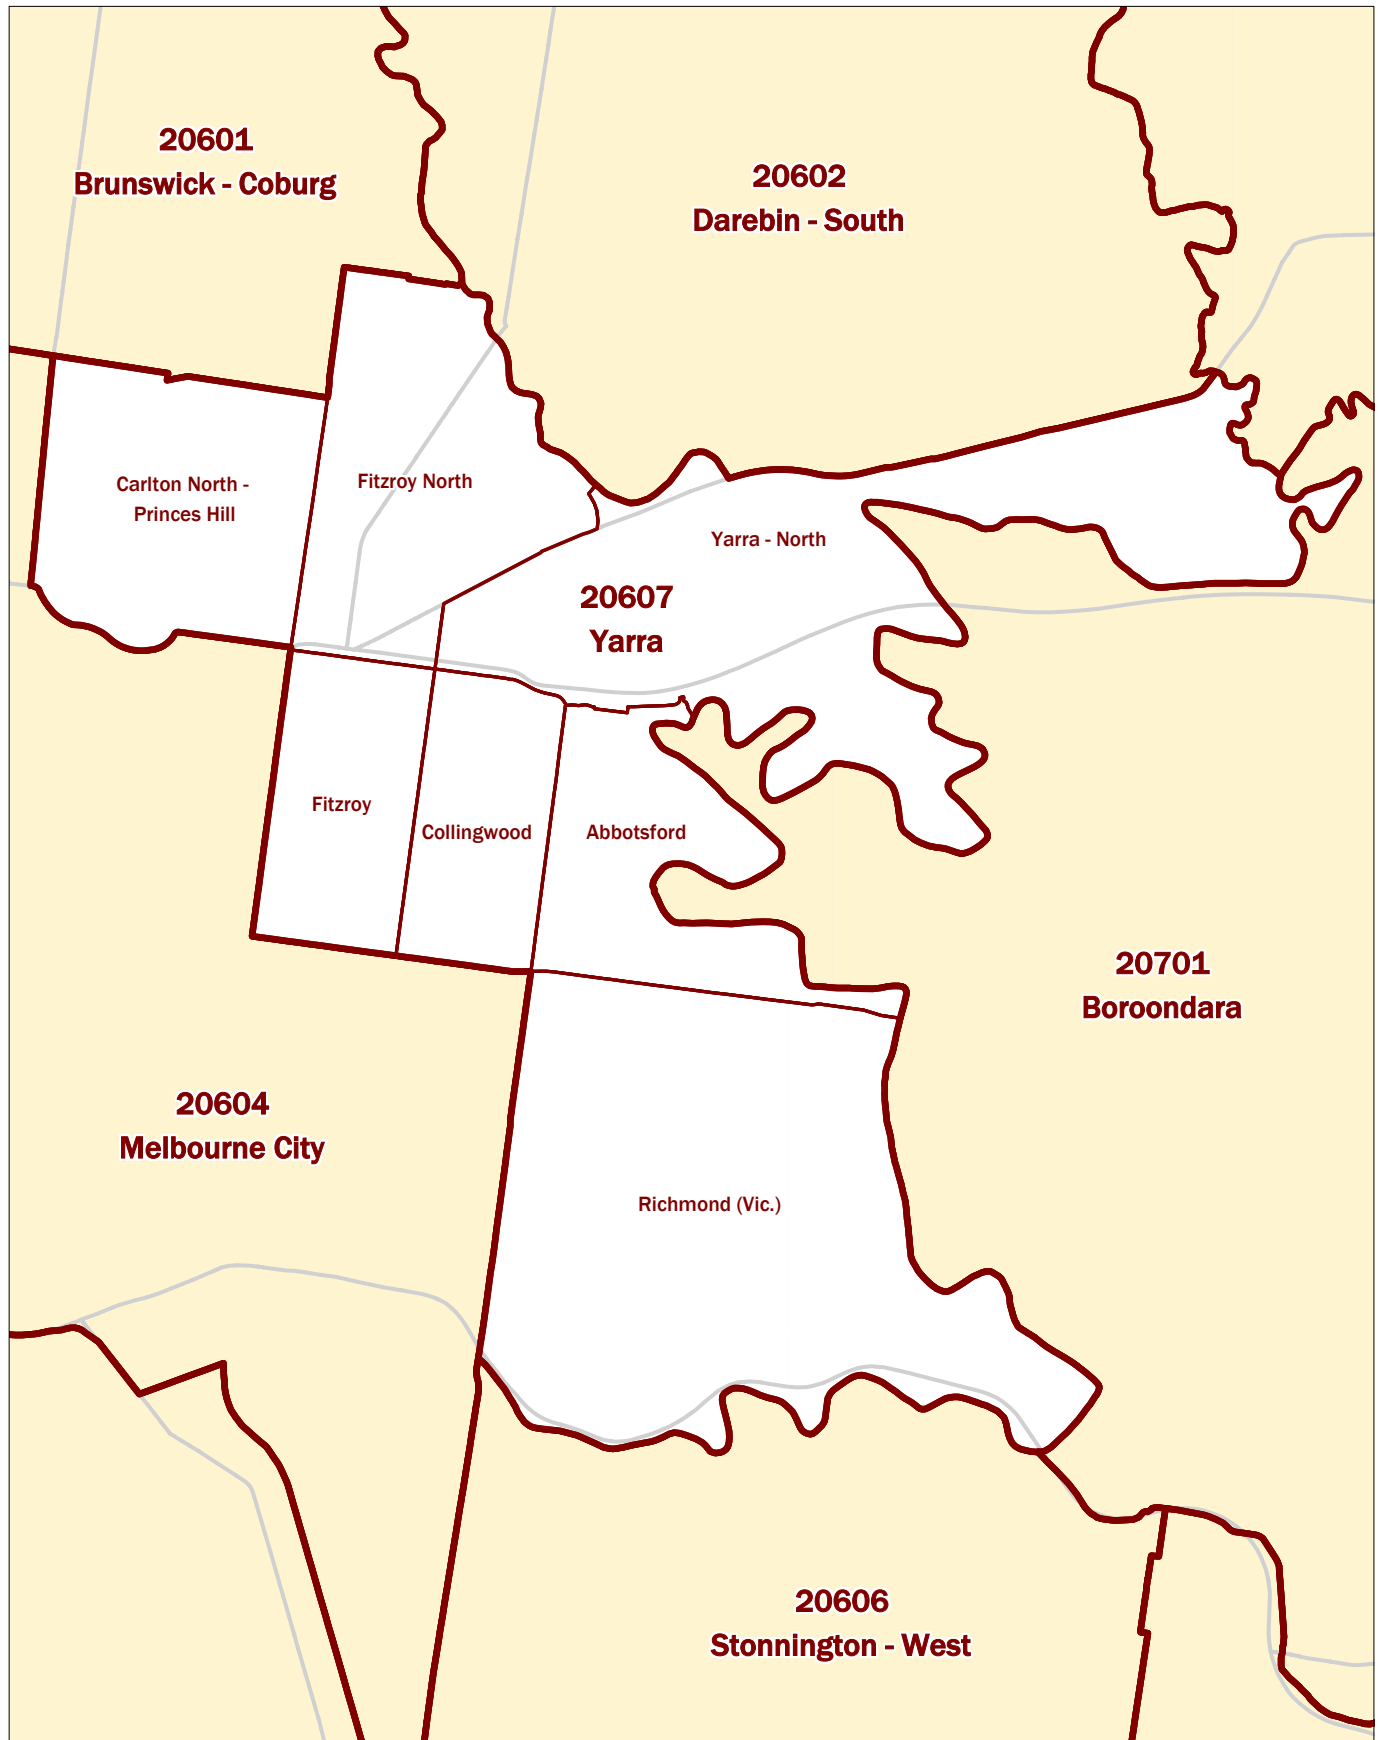 20601
Brunswick - Coburg
20602
Darebin - South
Carlton North -
Princes Hill
Fitzroy North
Yarra - North
20607
Yarra
Fitzroy
Collingwood
Abbotsford
20701
Boroondara
20604
Melbourne City
Richmond (Vic.)
20606
Stonnington - West